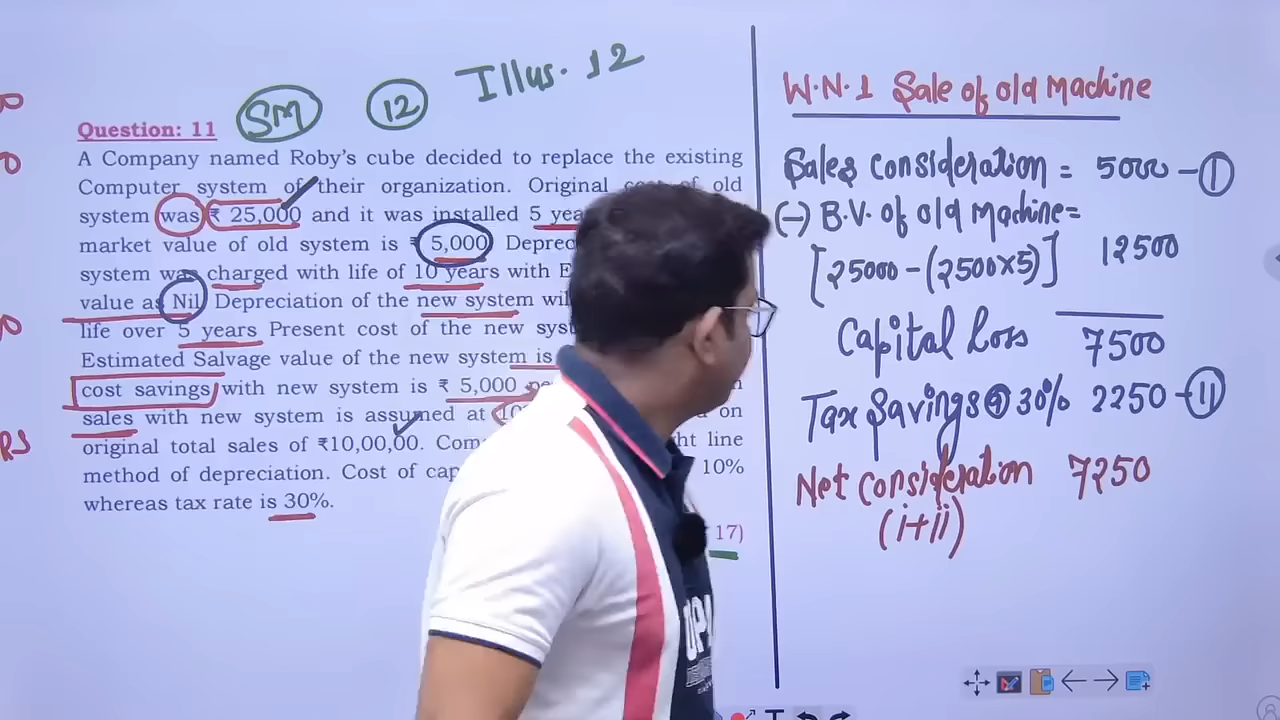 SM 12 Illus. 12
Question: 11
A Company named Roby's cube decided to replace the existing
Computer system of their organization. Original cost of old
system was ₹ 25,000 and it was installed 5 yea
market value of old system is ₹ 5,000 Deprec
system was charged with life of 10 years with E
value as Nil. Depreciation of the new system wil
life over 5 years Present cost of the new syst
Estimated Salvage value of the new system is
cost savings with new system is ₹ 5,000 pe
sales with new system is assumed at 10 on
original total sales of ₹10,00,00. Com ht line
method of depreciation. Cost of cap 10%
whereas tax rate is 30%.
17)
RS
W.N.1 Sale of old Machine
Sales consideration = 5000 - (I)
(-) B.V. of old Machine=
[25000-(2500x5)] 12500
Capital Loss 7500
Tax Savings @ 30% 2250 - (II)
Net consideration 7250
(i+ii)